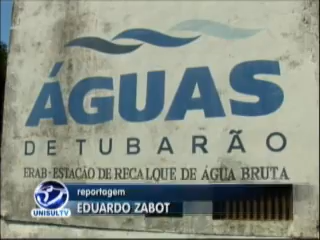 ÁGUAS
DE TUBARÃO
ERAB-ESTAÇÃO DE RECALQUE DE ÁGUA BRUTA
reportagem
EDUARDO ZABOT
UNISULTV